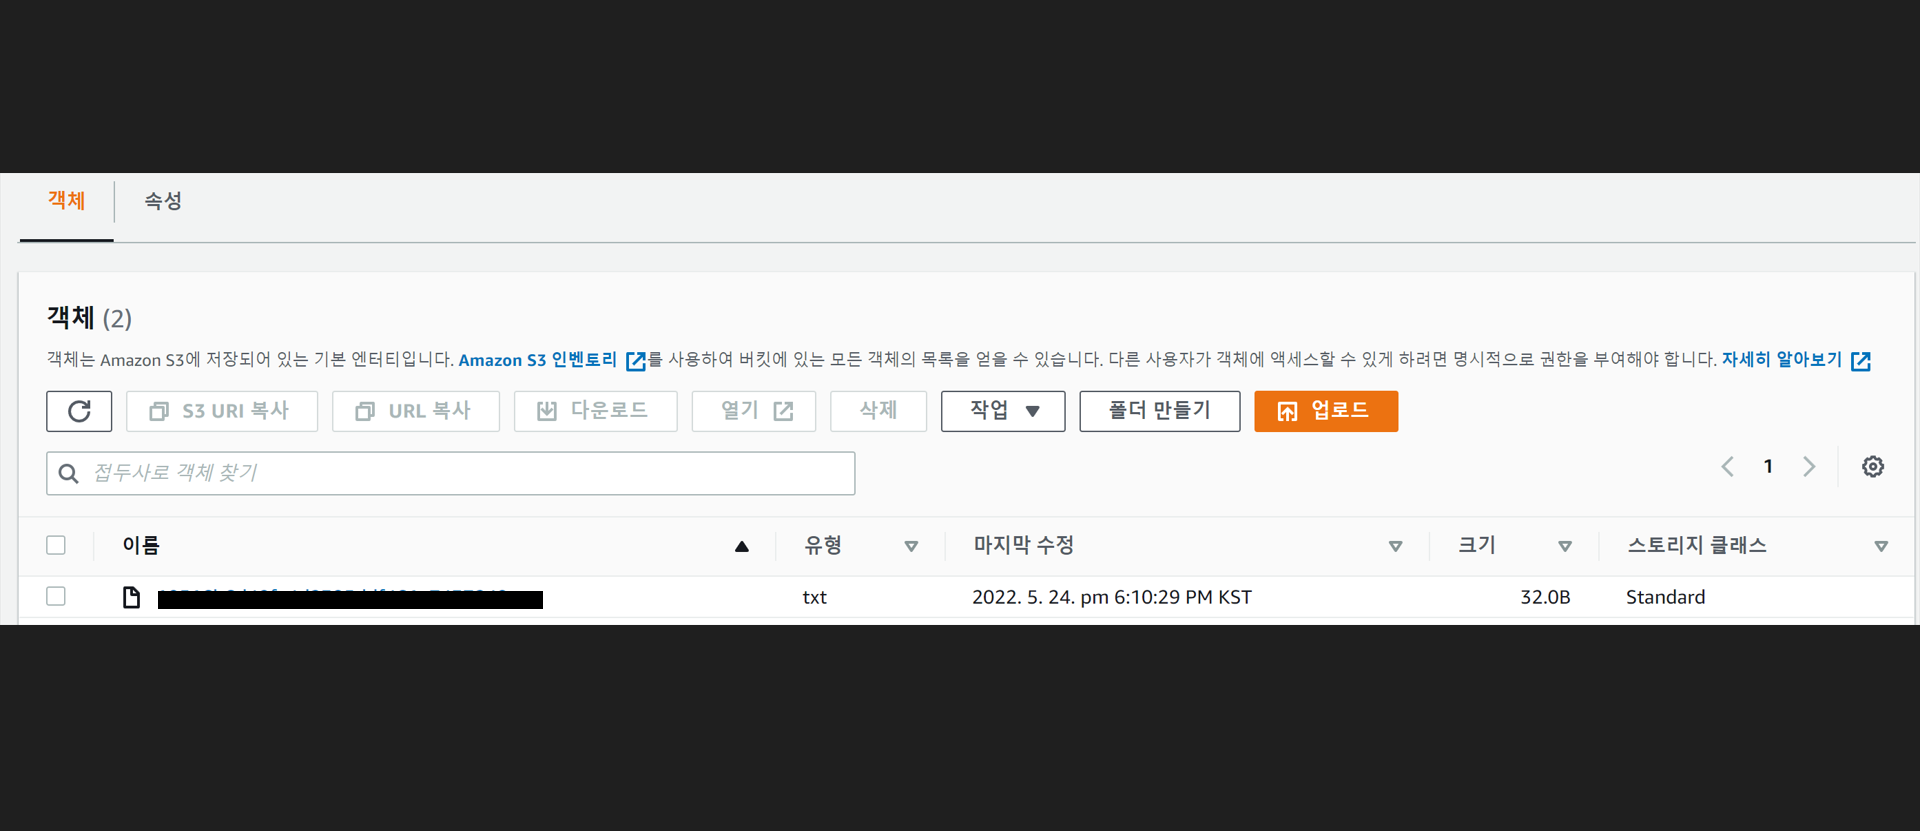 객체 속성
객체 (2)
객체는 Amazon S3에 저장되어 있는 기본 엔터티입니다. Amazon S3 인벤토리 를 사용하여 버킷에 있는 모든 객체의 목록을 얻을 수 있습니다. 다른 사용자가 객체에 액세스할 수 있게 하려면 명시적으로 권한을 부여해야 합니다. 자세히 알아보기
S3 URI 복사 URL 복사 다운로드 열기 삭제 작업 폴더 만들기 업로드
접두사로 객체 찾기 1
이름 유형 마지막 수정 크기 스토리지 클래스
txt 2022. 5. 24. pm 6:10:29 PM KST 32.0B Standard